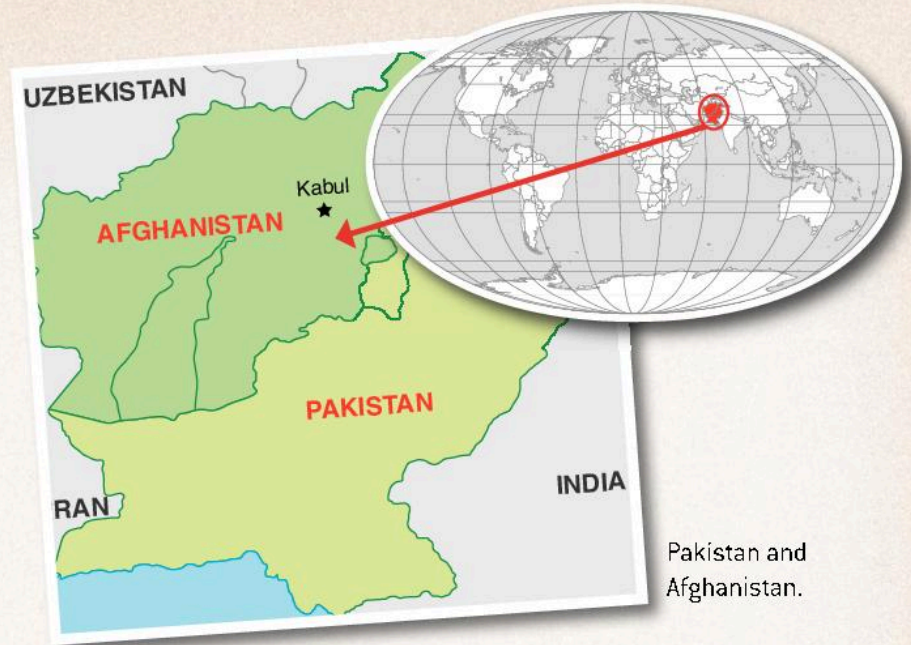 UZBEKISTAN
Kabul
AFGHANISTAN
PAKISTAN
RAN
INDIA
Pakistan and
Afghanistan.